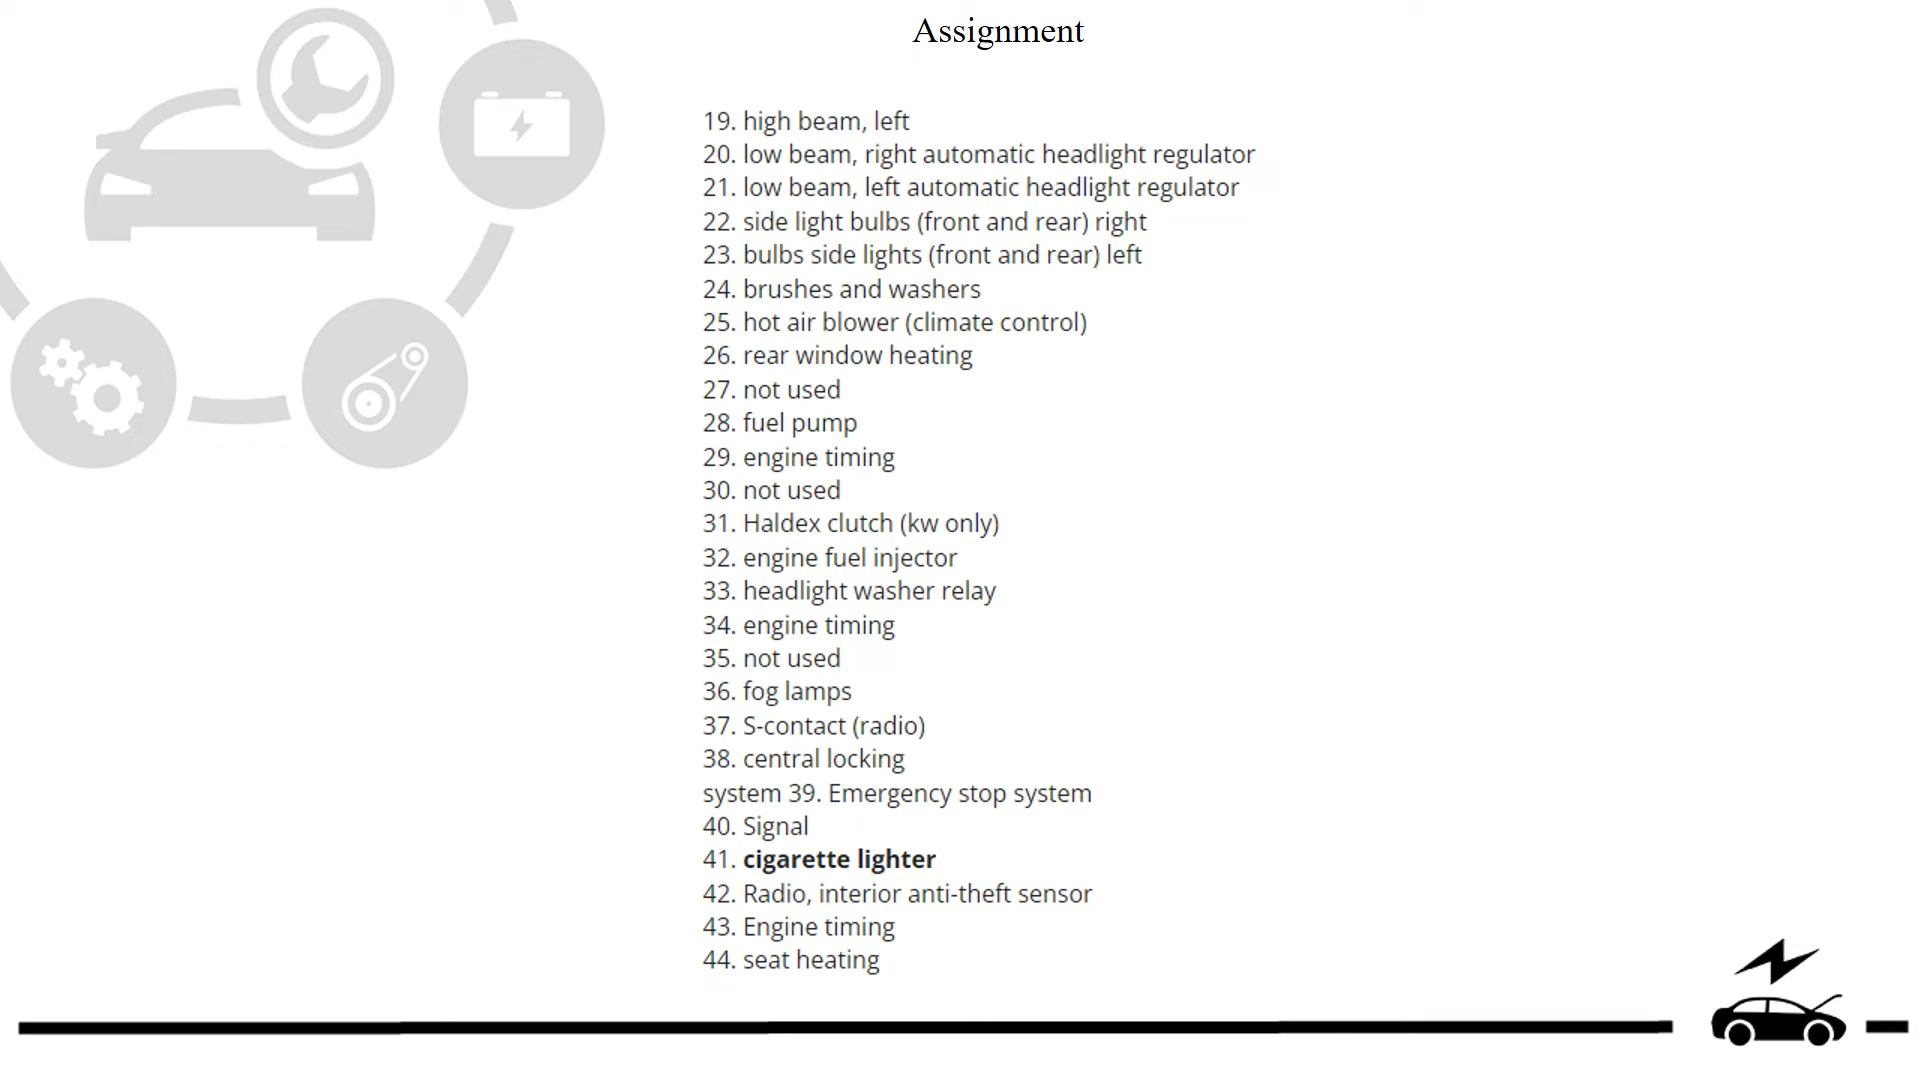 Assignment
19. high beam, left
20. low beam, right automatic headlight regulator
21. low beam, left automatic headlight regulator
22. side light bulbs (front and rear) right
23. bulbs side lights (front and rear) left
24. brushes and washers
25. hot air blower (climate control)
26. rear window heating
27. not used
28. fuel pump
29. engine timing
30. not used
31. Haldex clutch (kw only)
32. engine fuel injector
33. headlight washer relay
34. engine timing
35. not used
36. fog lamps
37. S-contact (radio)
38. central locking
system 39. Emergency stop system
40. Signal
41. cigarette lighter
42. Radio, interior anti-theft sensor
43. Engine timing
44. seat heating